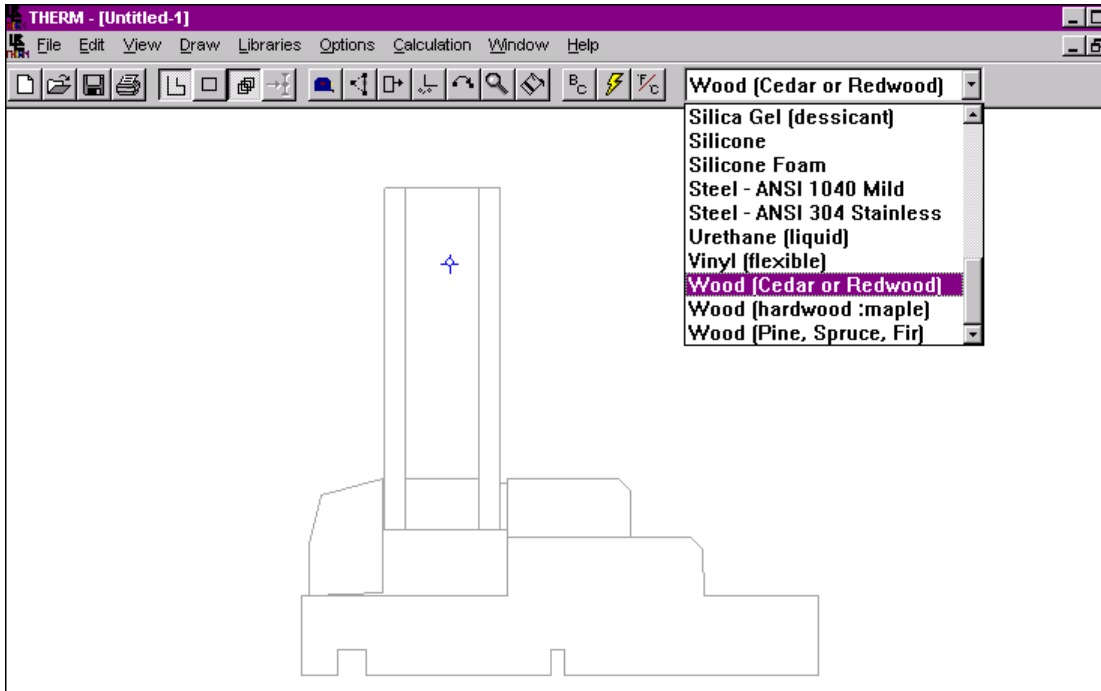 THERM - [Untitled-1]
File Edit View Draw Libraries Options Calculation Window Help
BC °F/C Wood (Cedar or Redwood)
Silica Gel (dessicant)
Silicone
Silicone Foam
Steel - ANSI 1040 Mild
Steel - ANSI 304 Stainless
Urethane (liquid)
Vinyl (flexible)
Wood (Cedar or Redwood)
Wood (hardwood :maple)
Wood (Pine, Spruce, Fir)